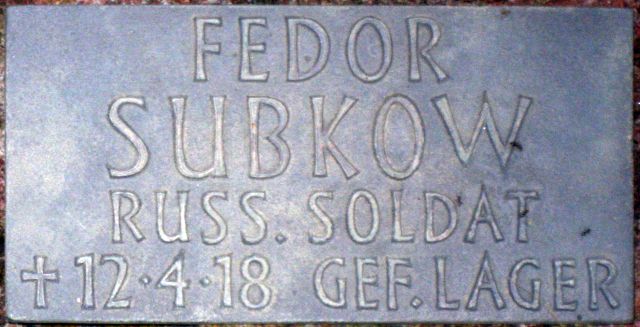 FEDOR
SUBKOW
RUSS. SOLDAT
✝12·4·18 GEF. LAGER